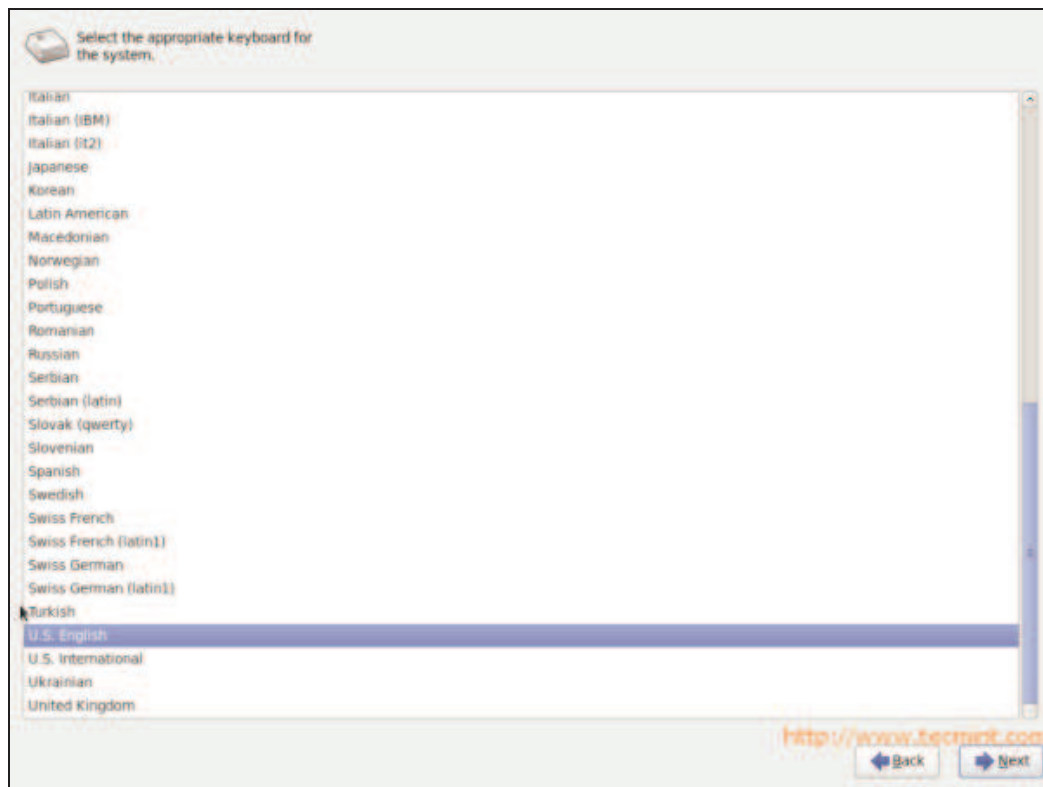 Select the appropriate keyboard for
the system.
Italian
Italian (IBM)
Italian (it2)
Japanese
Korean
Latin American
Macedonian
Norwegian
Polish
Portuguese
Romanian
Russian
Serbian
Serbian (latin)
Slovak (qwerty)
Slovenian
Spanish
Swedish
Swiss French
Swiss French (latin1)
Swiss German
Swiss German (latin1)
Turkish
U.S. English
U.S. International
Ukrainian
United Kingdom
http://www.tecmint.com
Back
Next